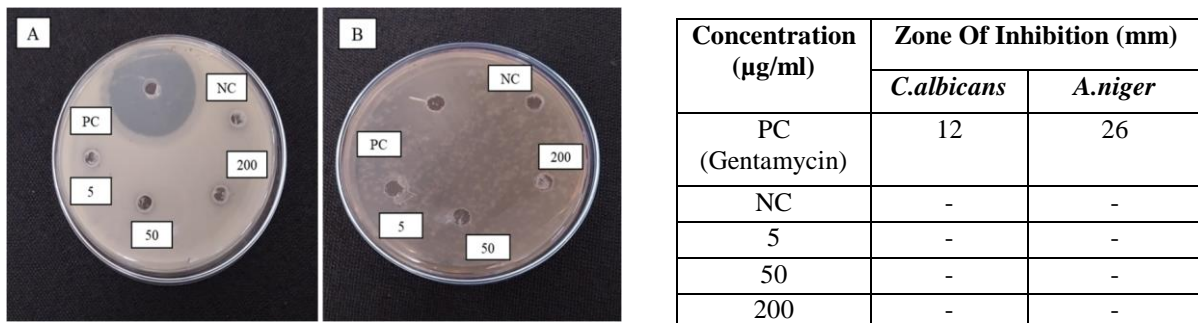 A
NC
PC
200
5
50
B
NC
PC
200
5
50
Concentration
(µg/ml)
Zone Of Inhibition (mm)
C.albicans
A.niger
PC
(Gentamycin)
12
26
NC
-
-
5
-
-
50
-
-
200
-
-